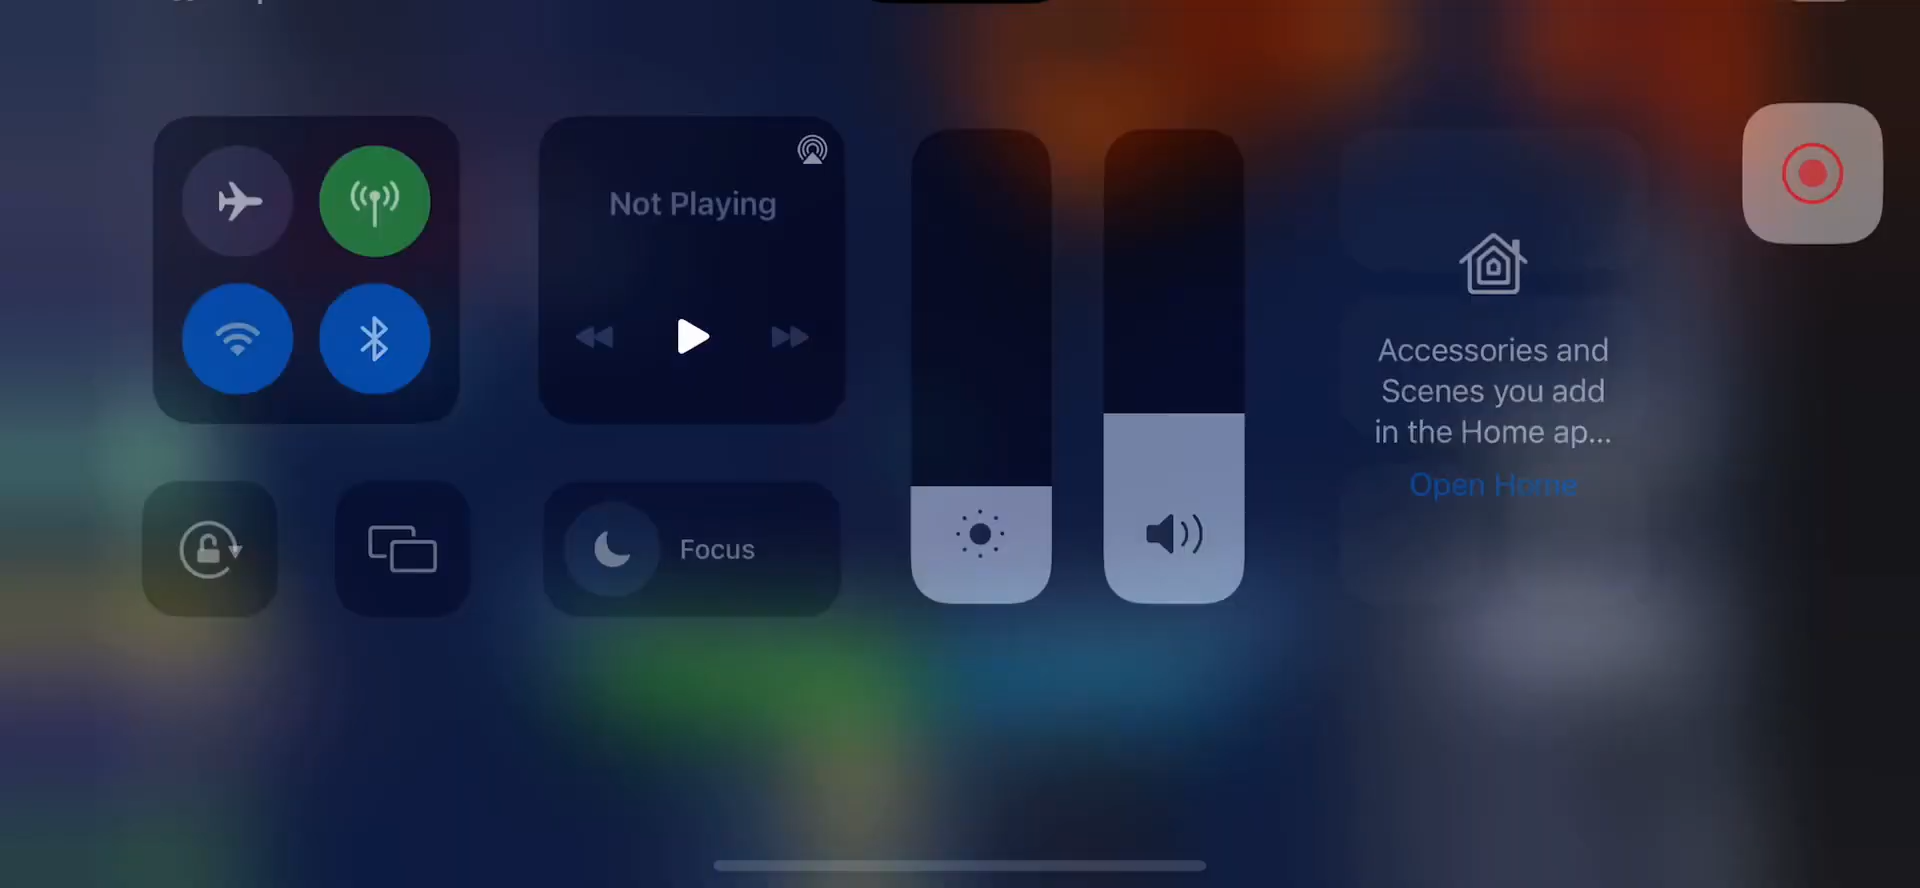 Not Playing
Accessories and
Scenes you add
in the Home ap...
Open Home
Focus